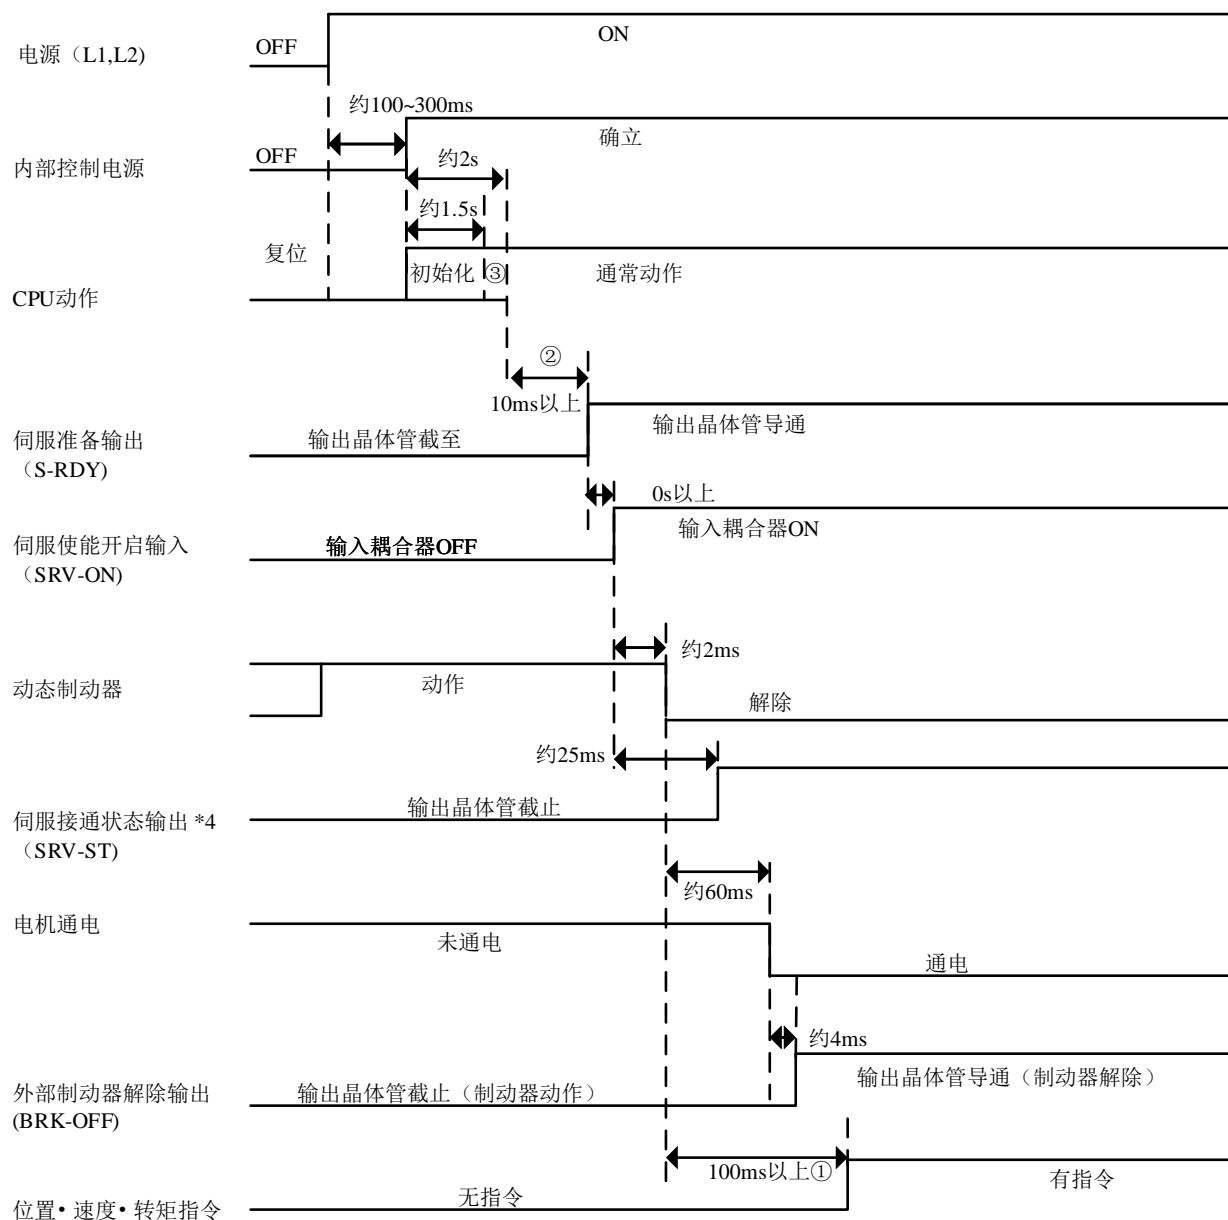 ON
电源（L1,L2)
OFF
约100~300ms
确立
内部控制电源
OFF
约2s
约1.5s
复位
初始化
③
通常动作
CPU动作
②
10ms以上
伺服准备输出
（S-RDY)
输出晶体管截至
输出晶体管导通
0s以上
伺服使能开启输入
（SRV-ON)
输入耦合器OFF
输入耦合器ON
约2ms
动态制动器
动作
解除
约25ms
伺服接通状态输出 *4
（SRV-ST)
输出晶体管截止
约60ms
电机通电
未通电
通电
约4ms
外部制动器解除输出
(BRK-OFF)
输出晶体管截止（制动器动作）
输出晶体管导通（制动器解除）
100ms以上①
位置•速度•转矩指令
无指令
有指令